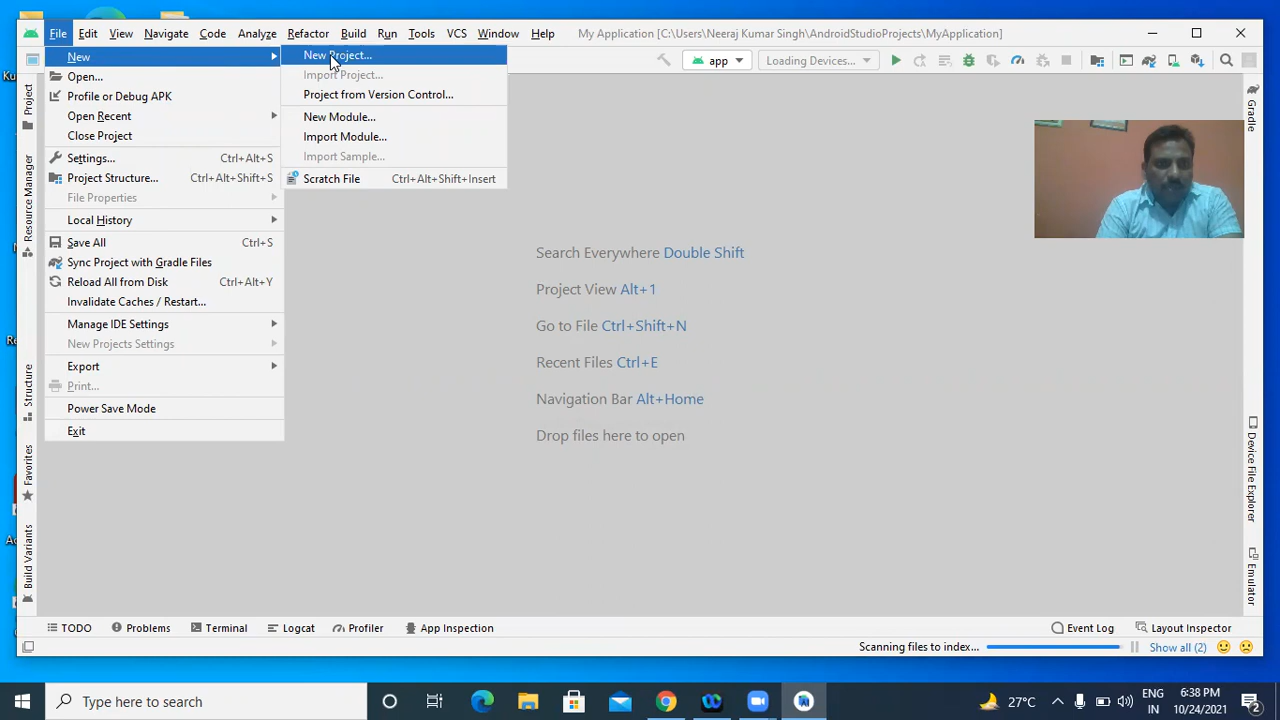 File Edit View Navigate Code Analyze Refactor Build Run Tools VCS Window Help My Application [C:\Users\Neeraj Kumar Singh\AndroidStudioProjects\MyApplication]
New
Open...
Profile or Debug APK
Open Recent
Close Project
Settings... Ctrl+Alt+S
Project Structure... Ctrl+Alt+Shift+S
File Properties
Local History
Save All Ctrl+S
Sync Project with Gradle Files
Reload All from Disk Ctrl+Alt+Y
Invalidate Caches / Restart...
Manage IDE Settings
New Projects Settings
Export
Print...
Power Save Mode
Exit
New Project...
Import Project...
Project from Version Control...
New Module...
Import Module...
Import Sample...
Scratch File Ctrl+Alt+Shift+Insert
app
Loading Devices...
Project
Resource Manager
Structure
Favorites
Build Variants
Search Everywhere Double Shift
Project View Alt+1
Go to File Ctrl+Shift+N
Recent Files Ctrl+E
Navigation Bar Alt+Home
Drop files here to open
Gradle
Device File Explorer
Emulator
TODO Problems Terminal Logcat Profiler App Inspection Event Log Layout Inspector
Scanning files to index... Show all (2)
Type here to search
27°C
ENG
IN
6:38 PM
10/24/2021
2